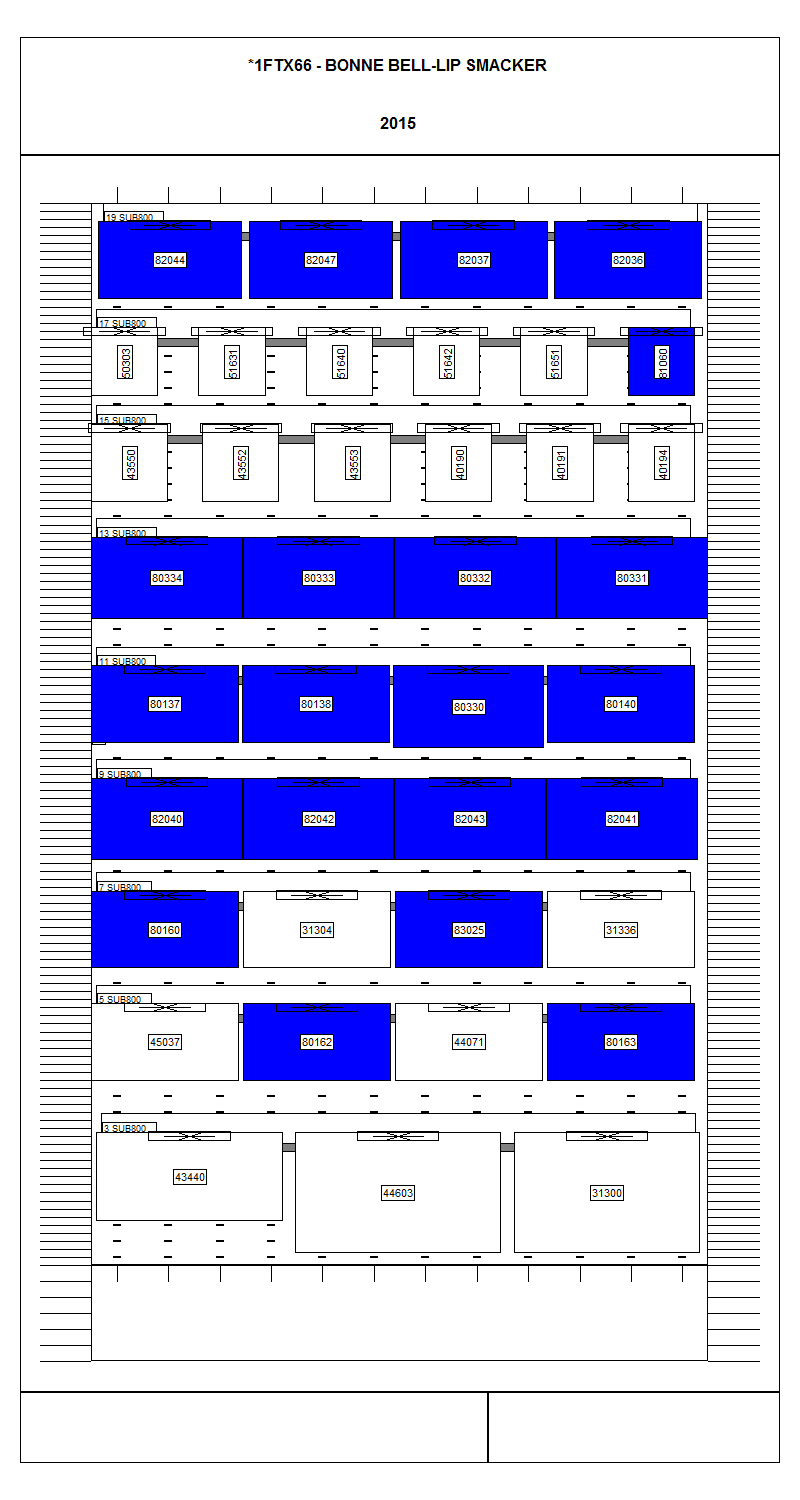 *1FTX66 - BONNE BELL-LIP SMACKER
2015
19 SUB800
82044 82047 82037 82036
17 SUB800
50303 51631 51640 51642 51651 81060
15 SUB800
43550 43552 43553 40190 40191 40194
13 SUB800
80334 80333 80332 80331
11 SUB800
80137 80138 80330 80140
9 SUB800
82040 82042 82043 82041
7 SUB800
80160 31304 83025 31336
5 SUB800
45037 80162 44071 80163
3 SUB800
43440 44603 31300